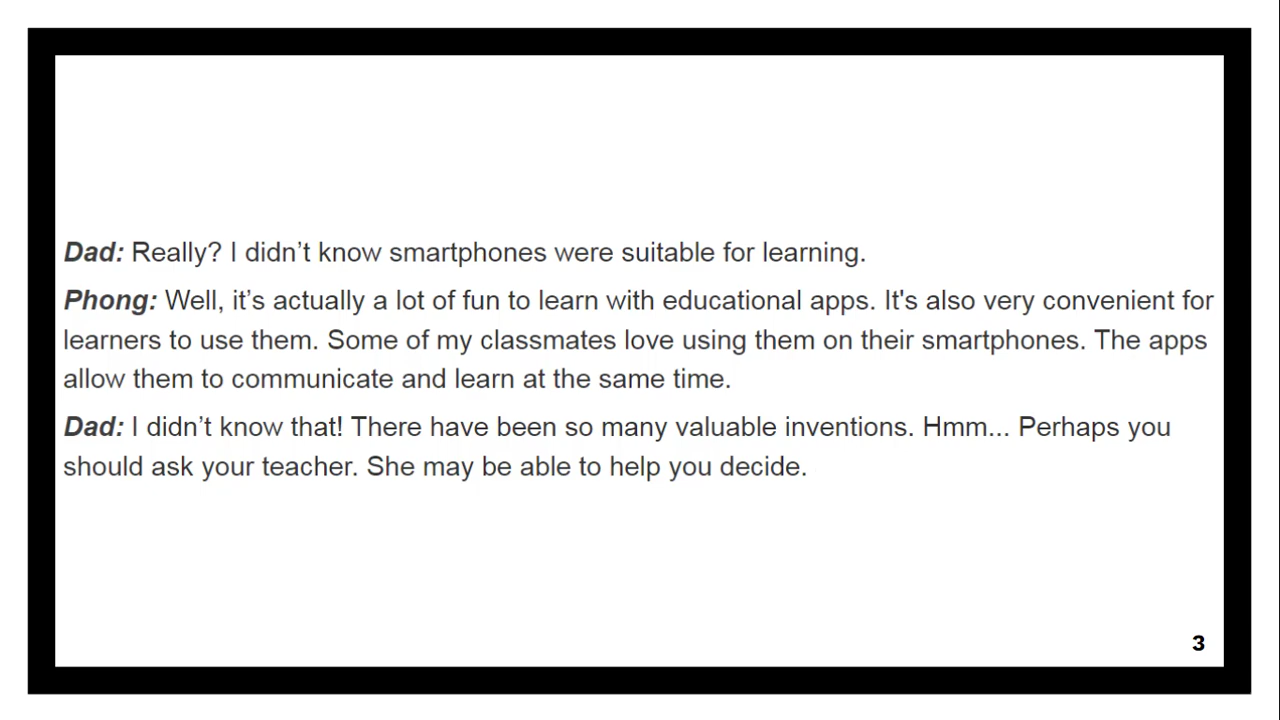 Dad: Really? I didn’t know smartphones were suitable for learning.
Phong: Well, it’s actually a lot of fun to learn with educational apps. It's also very convenient for
learners to use them. Some of my classmates love using them on their smartphones. The apps
allow them to communicate and learn at the same time.
Dad: I didn’t know that! There have been so many valuable inventions. Hmm... Perhaps you
should ask your teacher. She may be able to help you decide.
3